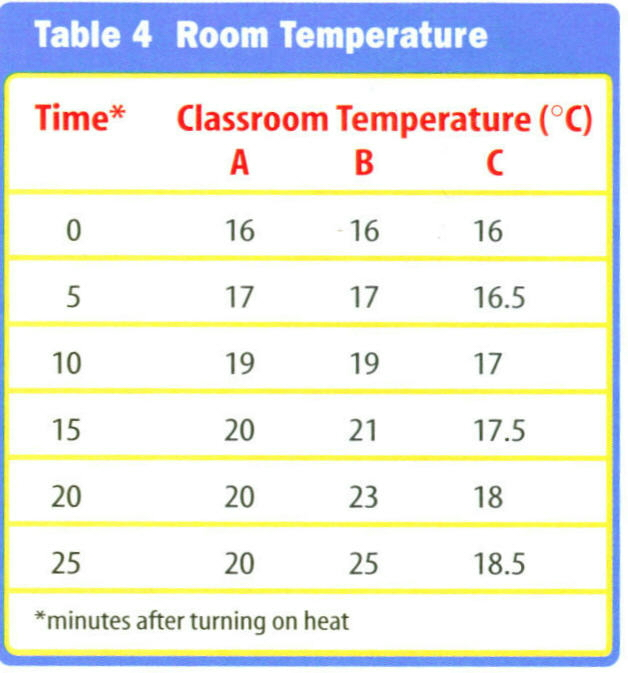 Table 4 Room Temperature
Time* Classroom Temperature (°C)
A B C
0 16 16 16
5 17 17 16.5
10 19 19 17
15 20 21 17.5
20 20 23 18
25 20 25 18.5
*minutes after turning on heat